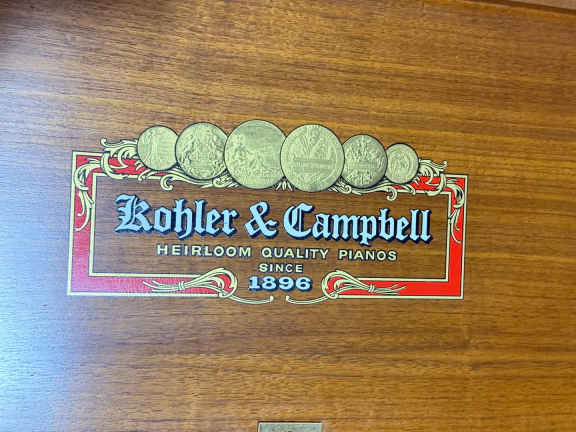 Kohler & Campbell
HEIRLOOM QUALITY PIANOS
SINCE
1896